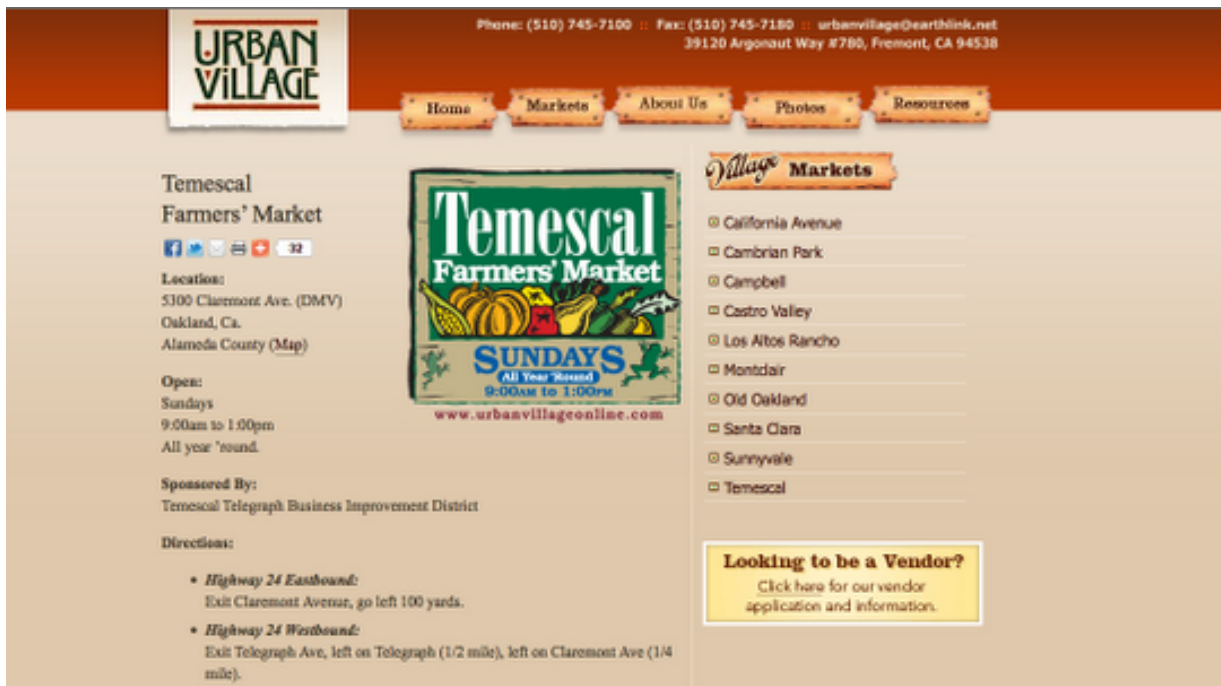 URBAN
ViLLAGE
Phone: (510) 745-7100 :: Fax: (510) 745-7180 :: urbanvillage@earthlink.net
39120 Argonaut Way #780, Fremont, CA 94538
Home
Markets
About Us
Photos
Resources
Temescal
Farmers' Market
32
Location:
5300 Claremont Ave. (DMV)
Oakland, Ca.
Alameda County (Map)
Open:
Sundays
9:00am to 1:00pm
All year 'round.
Sponsored By:
Temescal Telegraph Business Improvement District
Directions:
• Highway 24 Eastbound:
Exit Claremont Avenue, go left 100 yards.
• Highway 24 Westbound:
Exit Telegraph Ave, left on Telegraph (1/2 mile), left on Claremont Ave (1/4
mile).
Temescal
Farmers' Market
SUNDAYS
All Year 'Round
9:00AM to 1:00PM
www.urbanvillageonline.com
Village Markets
California Avenue
Cambrian Park
Campbell
Castro Valley
Los Altos Rancho
Montclair
Old Oakland
Santa Clara
Sunnyvale
Temescal
Looking to be a Vendor?
Click here for our vendor
application and information.